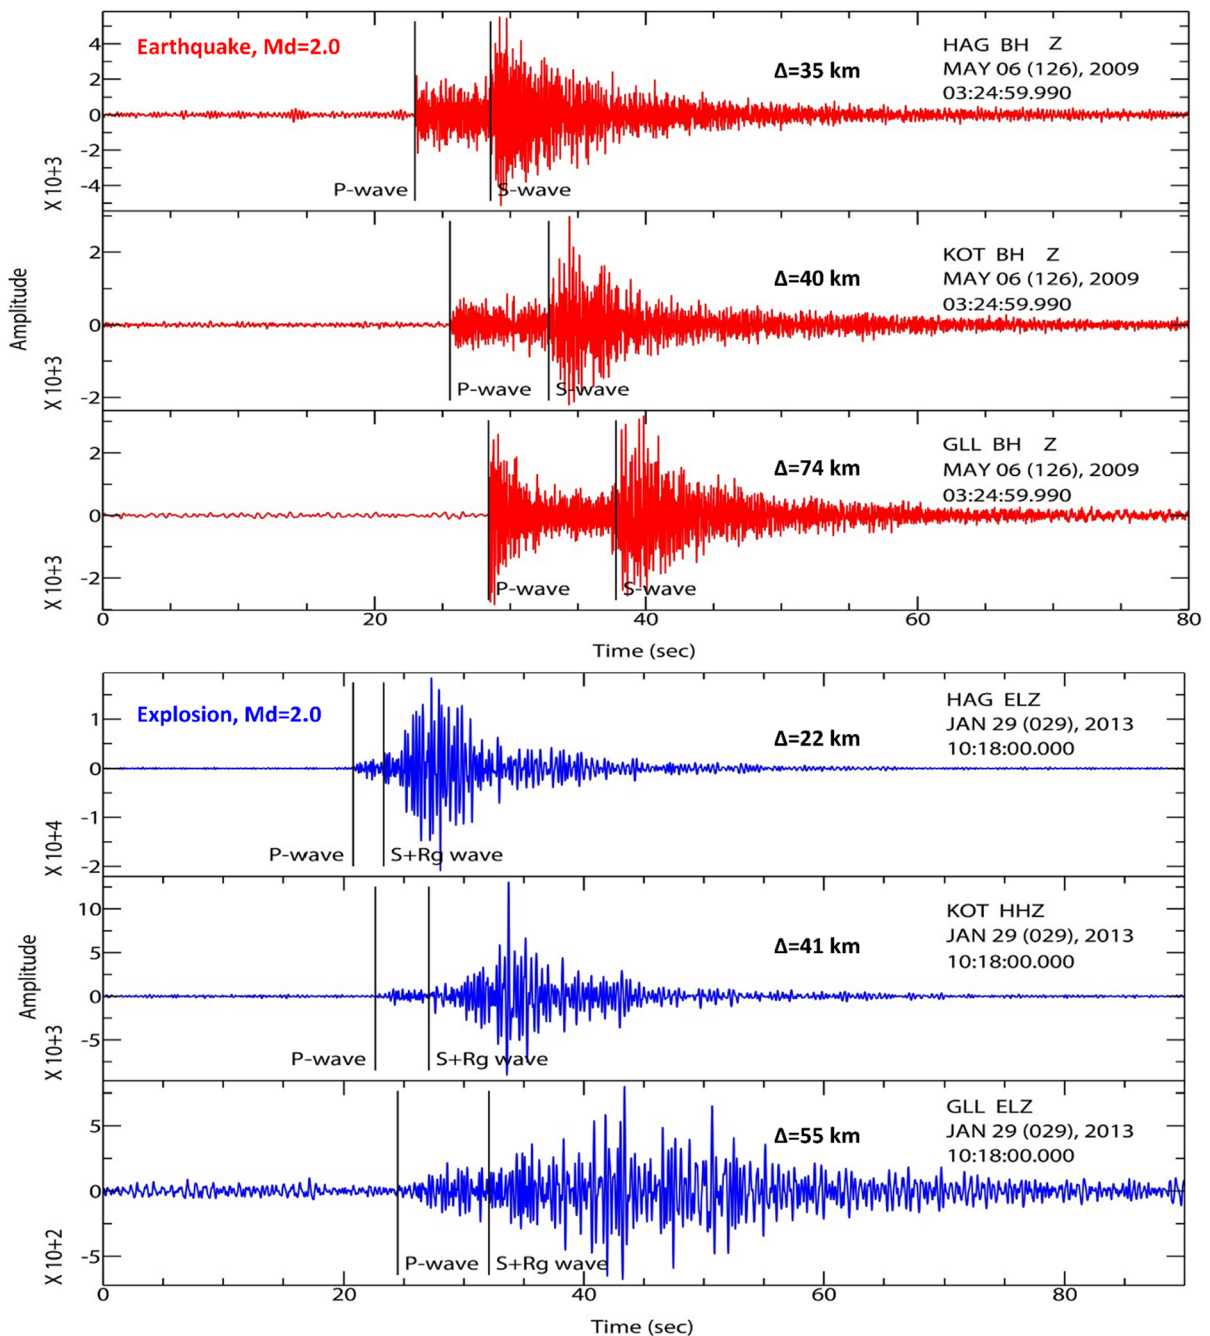 Earthquake, Md=2.0
Δ=35 km
HAG BH Z
MAY 06 (126), 2009
03:24:59.990
4
2
0
-2
-4
X 10+3
P-wave
S-wave
Δ=40 km
KOT BH Z
MAY 06 (126), 2009
03:24:59.990
2
0
-2
X 10+3
Amplitude
P-wave
S-wave
Δ=74 km
GLL BH Z
MAY 06 (126), 2009
03:24:59.990
2
0
-2
X 10+3
P-wave
S-wave
0 20 40 60 80
Time (sec)
Explosion, Md=2.0
Δ=22 km
HAG ELZ
JAN 29 (029), 2013
10:18:00.000
1
0
-1
-2
X 10+4
P-wave
S+Rg wave
Δ=41 km
KOT HHZ
JAN 29 (029), 2013
10:18:00.000
10
5
0
-5
X 10+3
Amplitude
P-wave
S+Rg wave
Δ=55 km
GLL ELZ
JAN 29 (029), 2013
10:18:00.000
5
0
-5
X 10+2
P-wave
S+Rg wave
0 20 40 60 80
Time (sec)